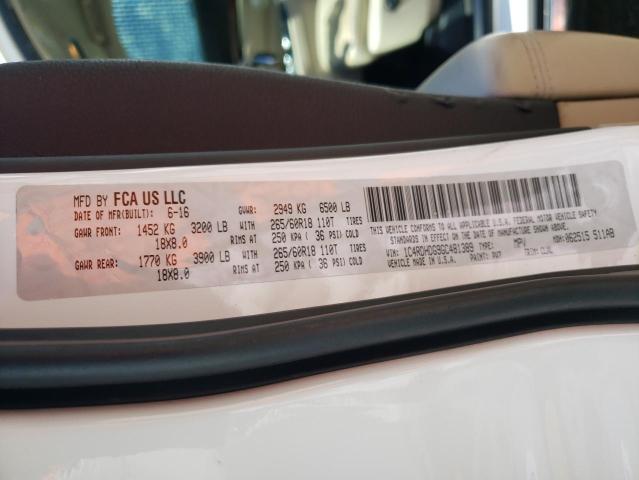 MFD BY FCA US LLC
DATE OF MFR(BUILT): 6-16 GVWR: 2949 KG 6500 LB
GAWR FRONT: 1452 KG 3200 LB WITH 265/60R18 110T TIRES
18X8.0 RIMS AT 250 KPA ( 36 PSI) COLD
GAWR REAR: 1770 KG 3900 LB WITH 265/60R18 110T TIRES
18X8.0 RIMS AT 250 KPA ( 36 PSI) COLD
THIS VEHICLE CONFORMS TO ALL APPLICABLE U.S.A. FEDERAL MOTOR VEHICLE SAFETY
STANDARDS IN EFFECT ON THE DATE OF MANUFACTURE SHOWN ABOVE.
VIN: 1C4RDHDG9GC481389 TYPE: MPV MDH: 062515 511AB
VEHICLE MADE IN U.S.A. PAINT: PW7 TRIM: